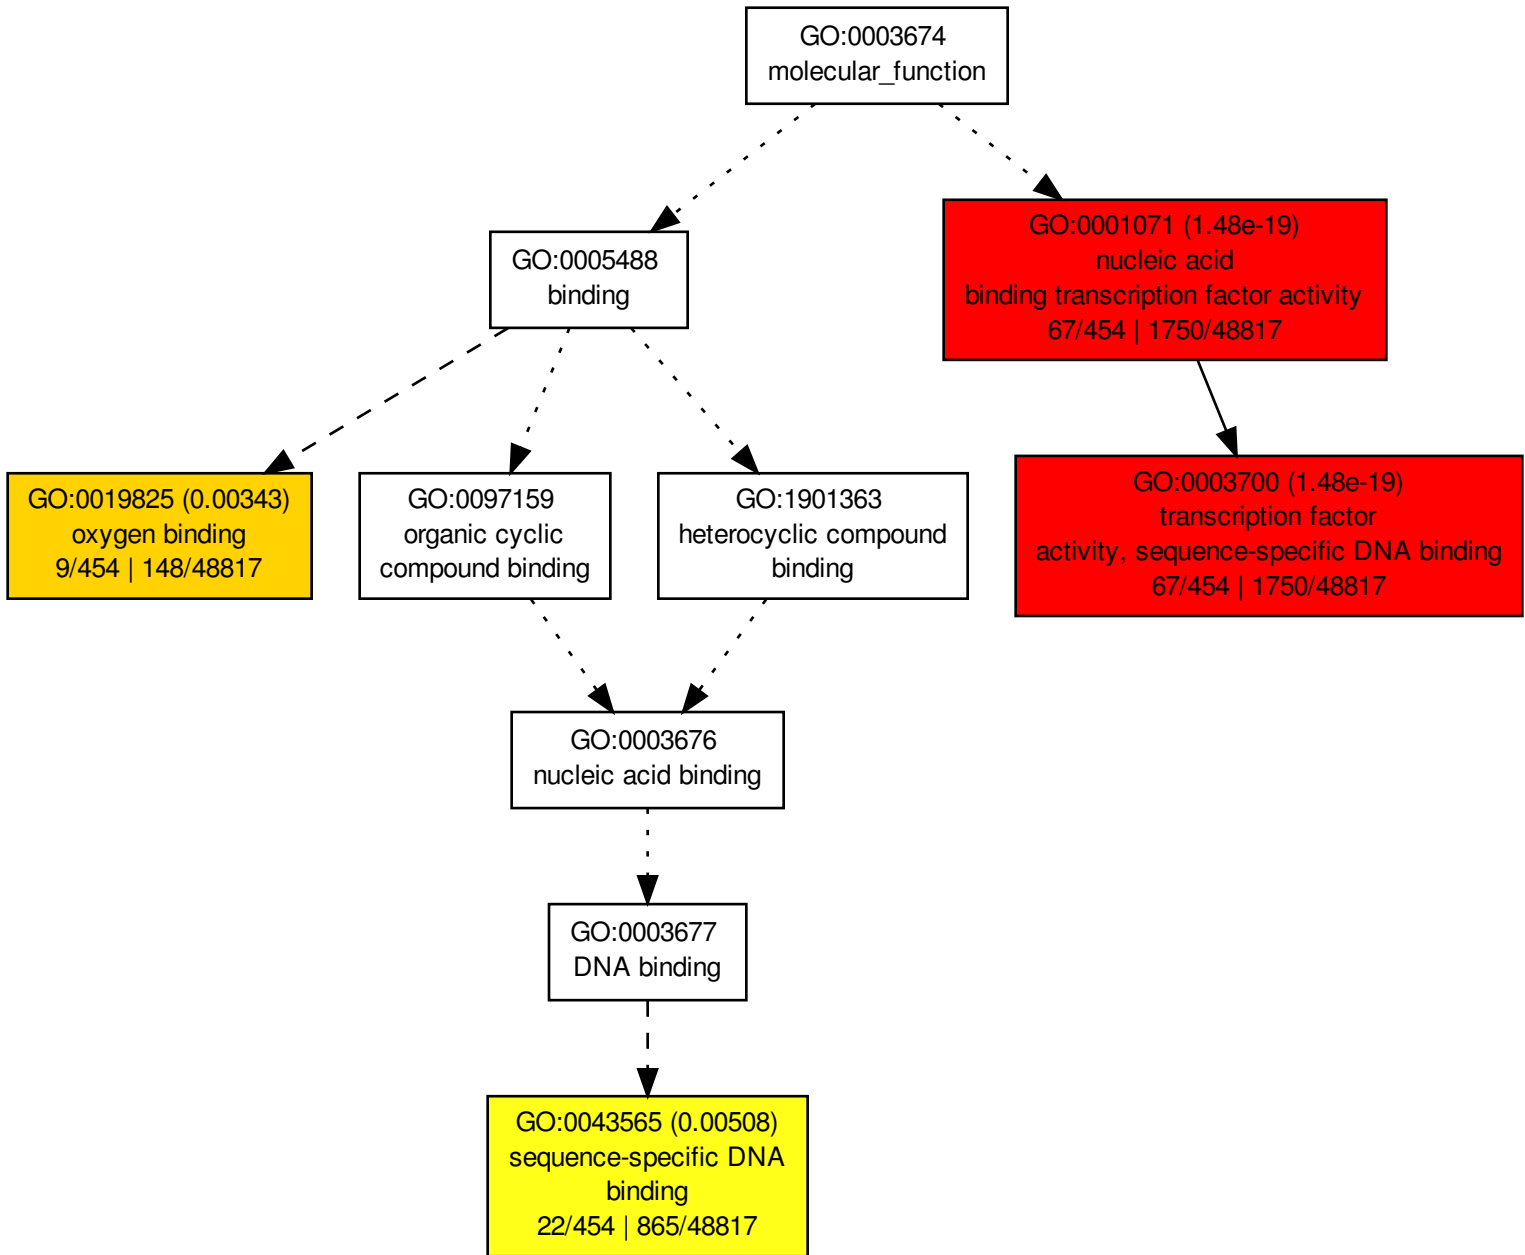 GO:0003674
molecular_function
GO:0005488
binding
GO:0001071 (1.48e-19)
nucleic acid
binding transcription factor activity
67/454 | 1750/48817
GO:0019825 (0.00343)
oxygen binding
9/454 | 148/48817
GO:0097159
organic cyclic
compound binding
GO:1901363
heterocyclic compound
binding
GO:0003700 (1.48e-19)
transcription factor
activity, sequence-specific DNA binding
67/454 | 1750/48817
GO:0003676
nucleic acid binding
GO:0003677
DNA binding
GO:0043565 (0.00508)
sequence-specific DNA
binding
22/454 | 865/48817